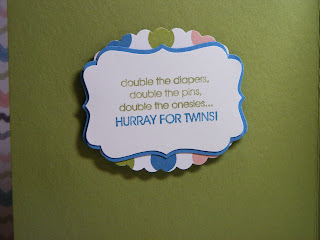 double the diapers,
double the pins,
double the onesies...
HURRAY FOR TWINS!